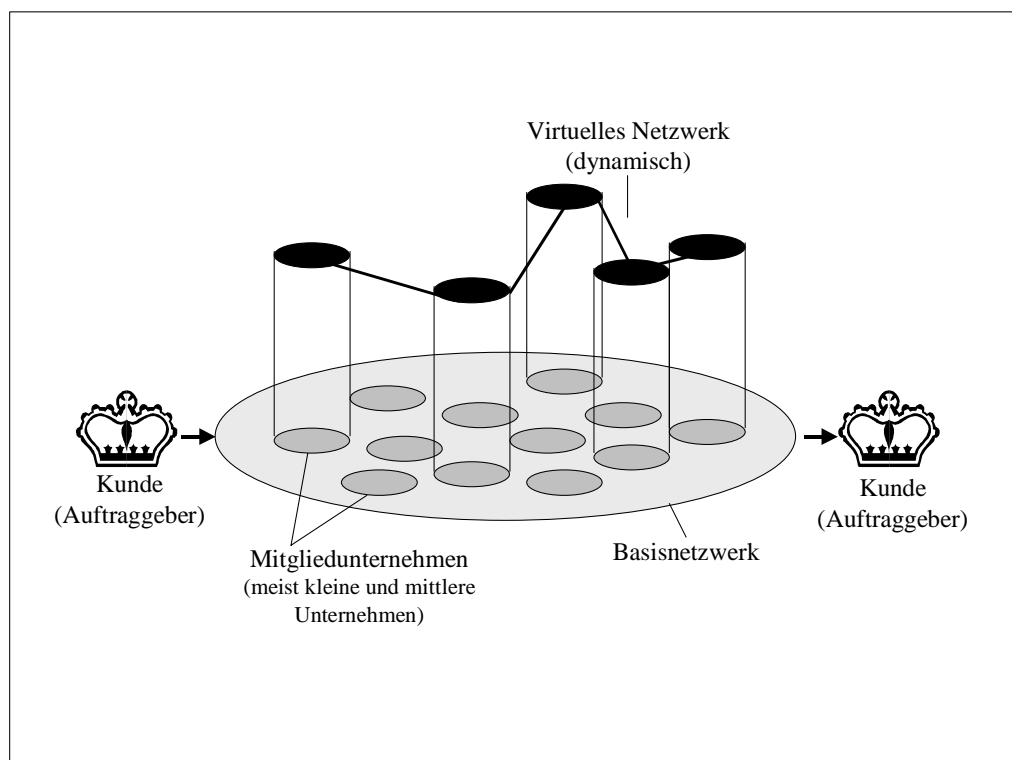 Virtuelles Netzwerk
(dynamisch)
Kunde
(Auftraggeber)
Kunde
(Auftraggeber)
Mitgliedunternehmen
(meist kleine und mittlere
Unternehmen)
Basisnetzwerk